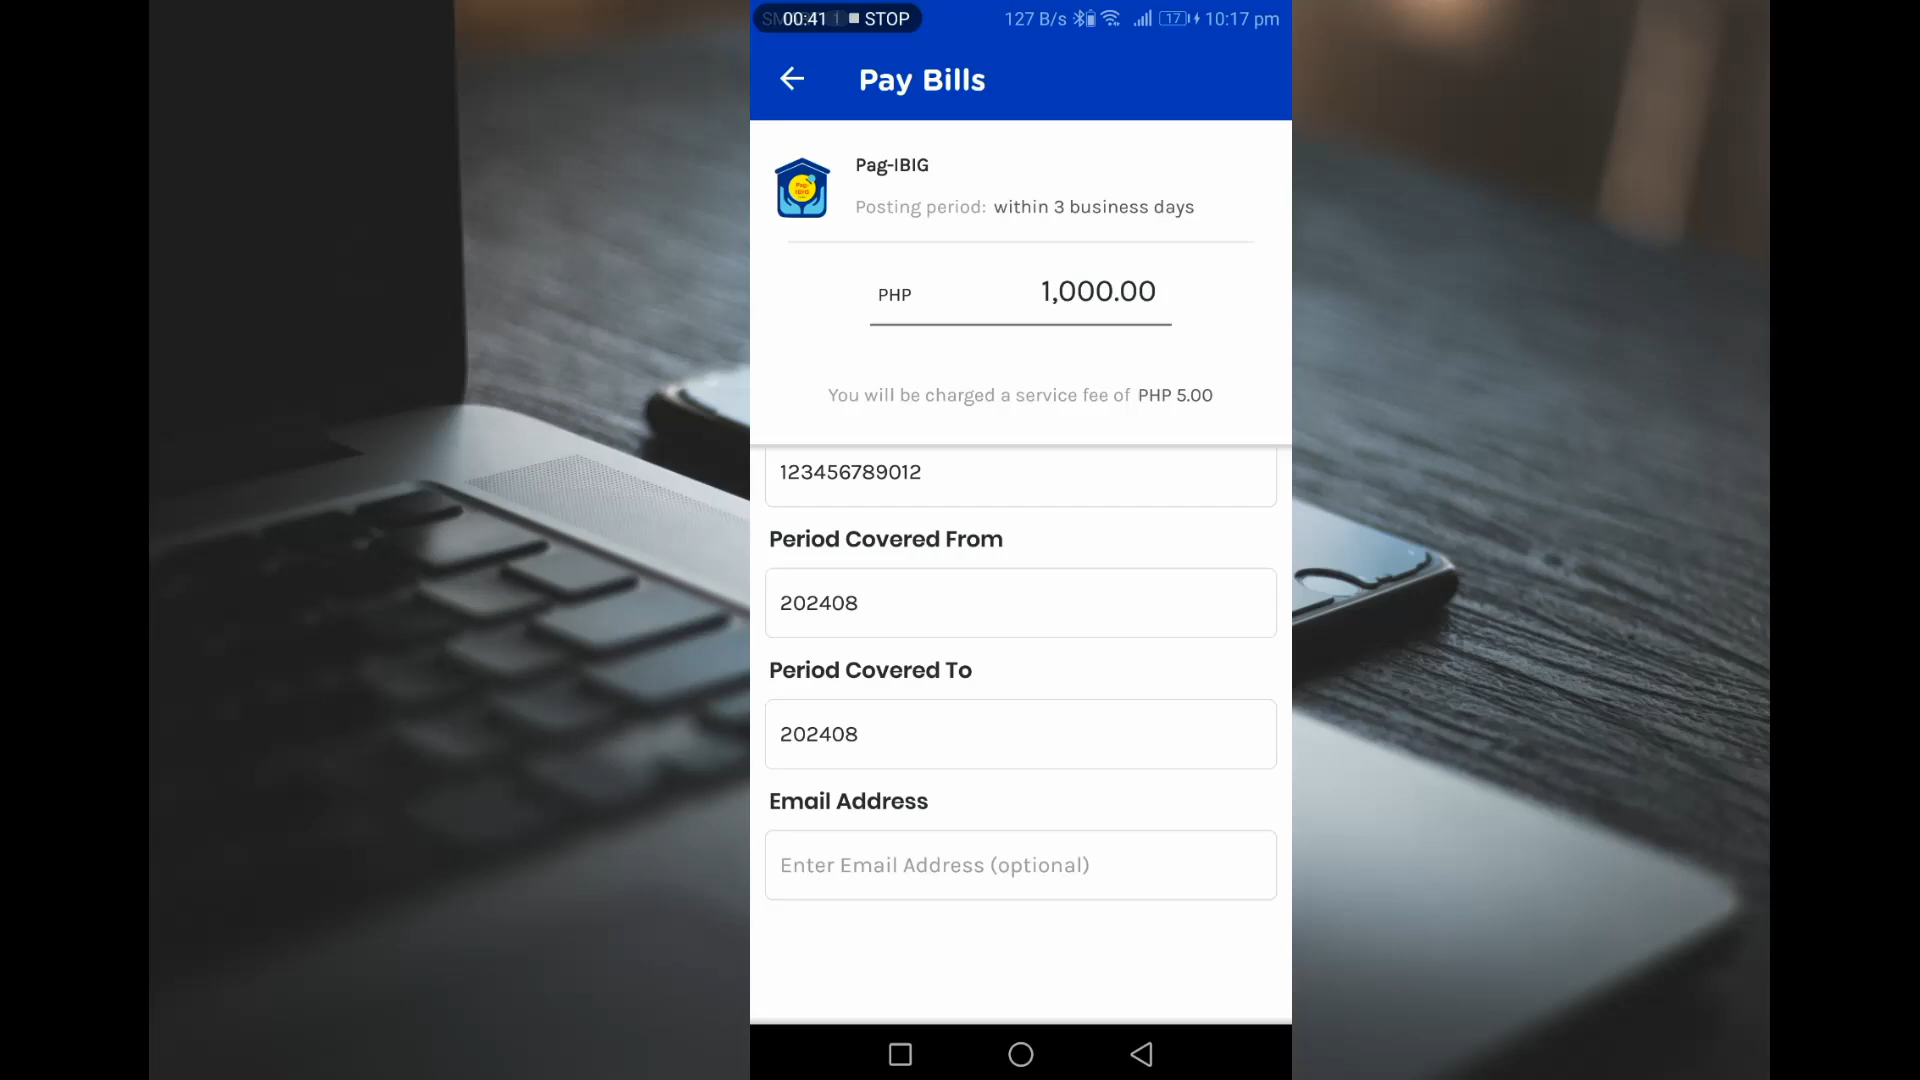 00:41 ■ STOP 127 B/s 17 10:17 pm
Pay Bills
Pag-IBIG
Posting period: within 3 business days
PHP 1,000.00
You will be charged a service fee of PHP 5.00
123456789012
Period Covered From
202408
Period Covered To
202408
Email Address
Enter Email Address (optional)